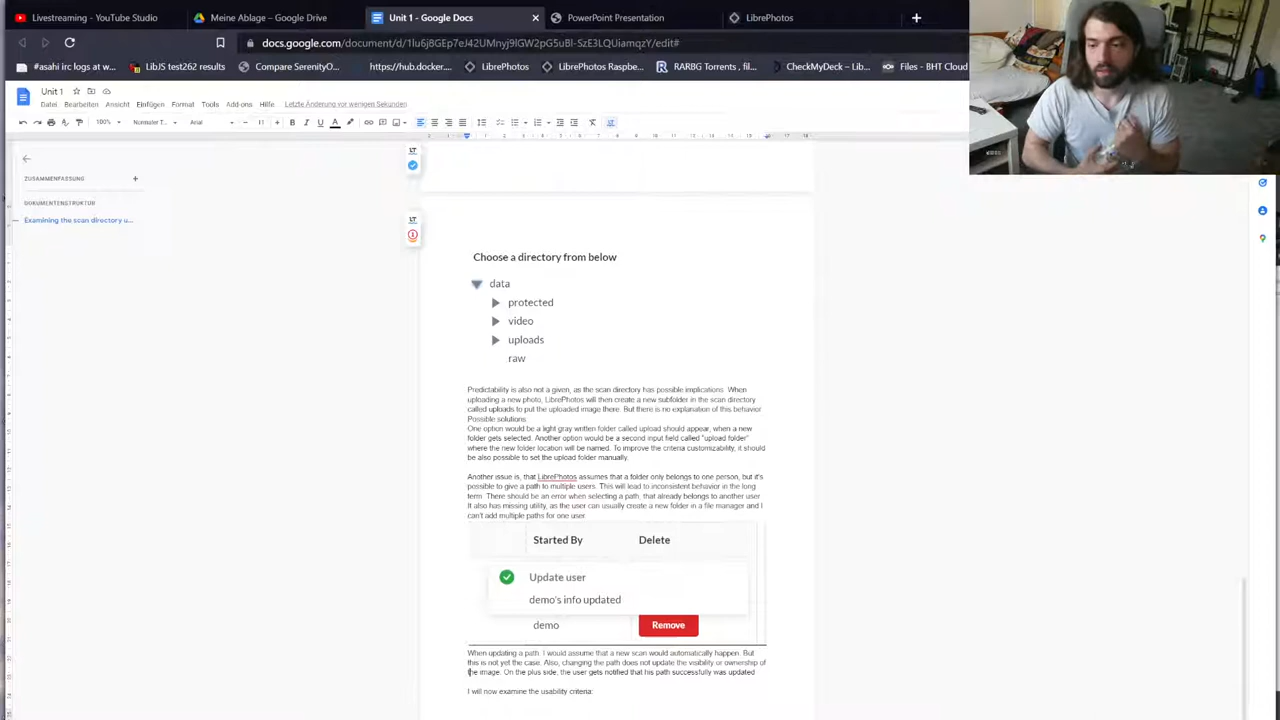 Livestreaming – YouTube Studio
Meine Ablage – Google Drive
Unit 1 - Google Docs
PowerPoint Presentation
LibrePhotos
docs.google.com/document/d/1lu6j8GEp7eJ42UMnyj9lGW2pG5uBl-SzE3LQUiamqzY/edit#
#asahi irc logs at w...
LibJS test262 results
Compare SerenityO...
https://hub.docker....
LibrePhotos
LibrePhotos Raspbe...
RARBG Torrents , fil...
CheckMyDeck – Lib...
Files - BHT Cloud
Unit 1
Datei Bearbeiten Ansicht Einfügen Format Tools Add-ons Hilfe
Letzte Änderung vor wenigen Sekunden
100%
Normaler T...
Arial
11
ZUSAMMENFASSUNG
DOKUMENTENSTRUKTUR
Examining the scan directory u...
Choose a directory from below
data
protected
video
uploads
raw
Predictability is also not a given, as the scan directory has possible implications. When
uploading a new photo, LibrePhotos will then create a new subfolder in the scan directory
called uploads to put the uploaded image there. But there is no explanation of this behavior
Possible solutions
One option would be a light gray written folder called upload should appear, when a new
folder gets selected. Another option would be a second input field called "upload folder"
where the new folder location will be named. To improve the criteria customizability, it should
be also possible to set the upload folder manually.
Another issue is, that LibrePhotos assumes that a folder only belongs to one person, but it's
possible to give a path to multiple users. This will lead to inconsistent behavior in the long
term. There should be an error when selecting a path, that already belongs to another user
It also has missing utility, as the user can usually create a new folder in a file manager and I
can't add multiple paths for one user.
Started By Delete
Update user
demo's info updated
demo Remove
When updating a path. I would assume that a new scan would automatically happen. But
this is not yet the case. Also, changing the path does not update the visibility or ownership of
the image. On the plus side, the user gets notified that his path successfully was updated
I will now examine the usability criteria: